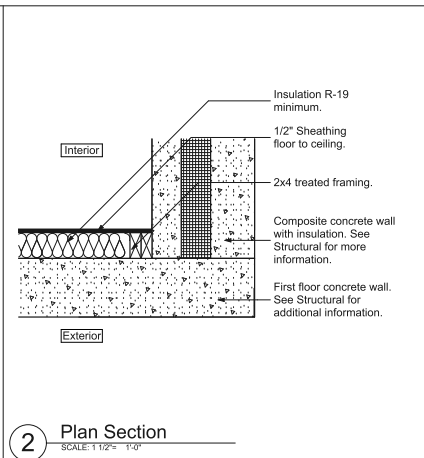 Insulation R-19
minimum.
1/2" Sheathing
floor to ceiling.
Interior
2x4 treated framing.
Composite concrete wall
with insulation. See
Structural for more
information.
First floor concrete wall.
See Structural for
additional information.
Exterior
2
Plan Section
SCALE: 1 1/2"= 1'-0"